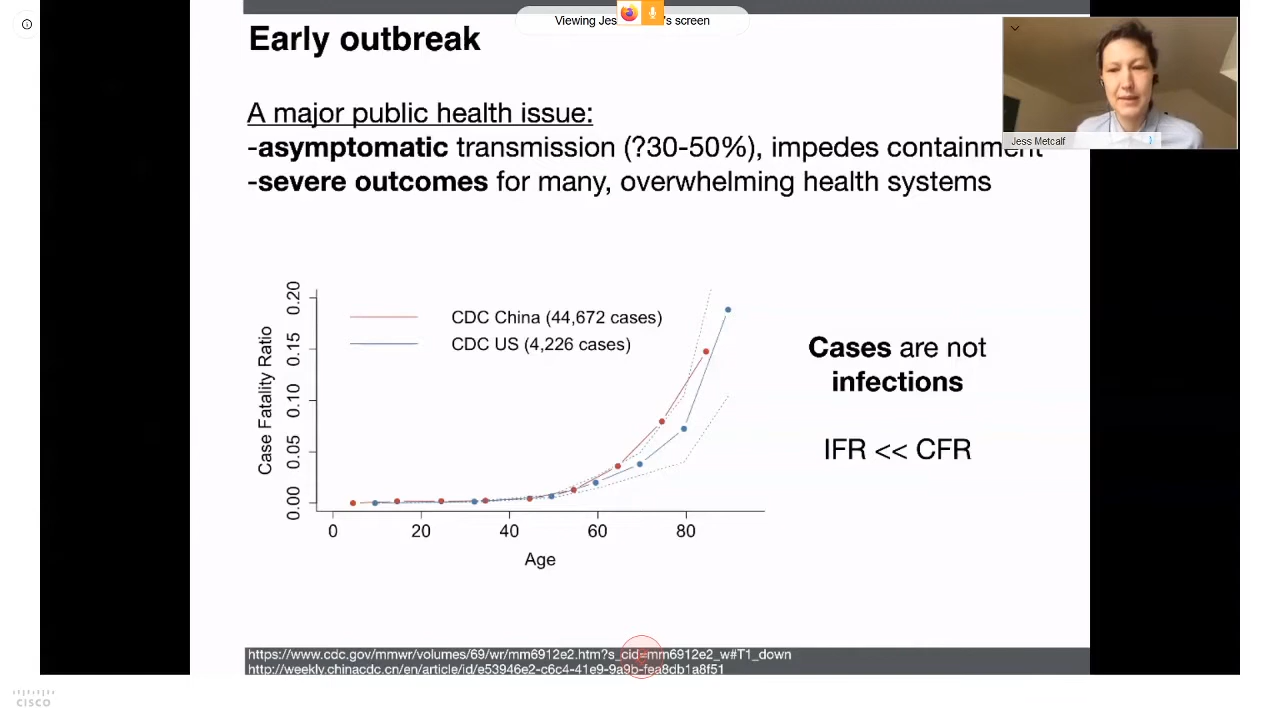 Viewing Jes 's screen
Early outbreak
A major public health issue:
-asymptomatic transmission (?30-50%), impedes containment
-severe outcomes for many, overwhelming health systems
Jess Metcalf
CDC China (44,672 cases)
CDC US (4,226 cases)
Case Fatality Ratio
0.20
0.15
0.10
0.05
0.00
0 20 40 60 80
Age
Cases are not
infections
IFR << CFR
https://www.cdc.gov/mmwr/volumes/69/wr/mm6912e2.htm?s_cid=mm6912e2_w#T1_down
http://weekly.chinacdc.cn/en/article/id/e53946e2-c6c4-41e9-9a9b-fea8db1a8f51
CISCO